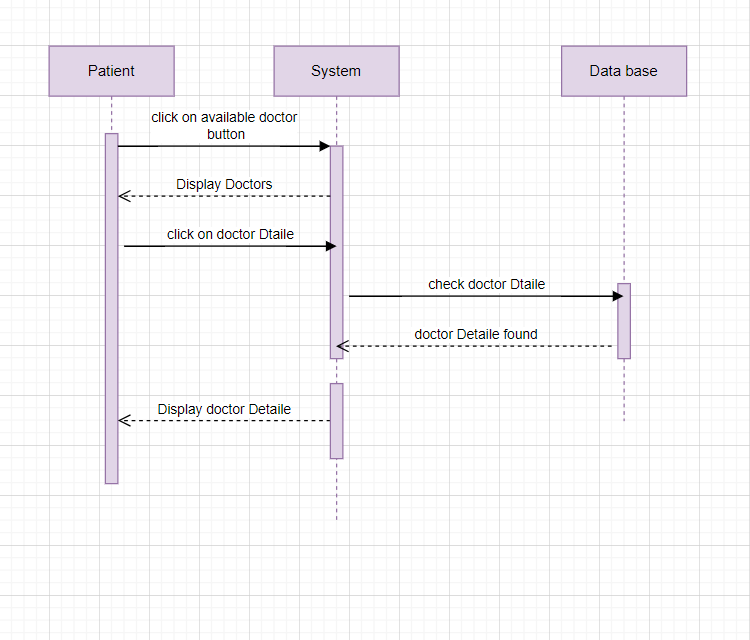 Patient
System
Data base
click on available doctor
button
Display Doctors
click on doctor Dtaile
check doctor Dtaile
doctor Detaile found
Display doctor Detaile